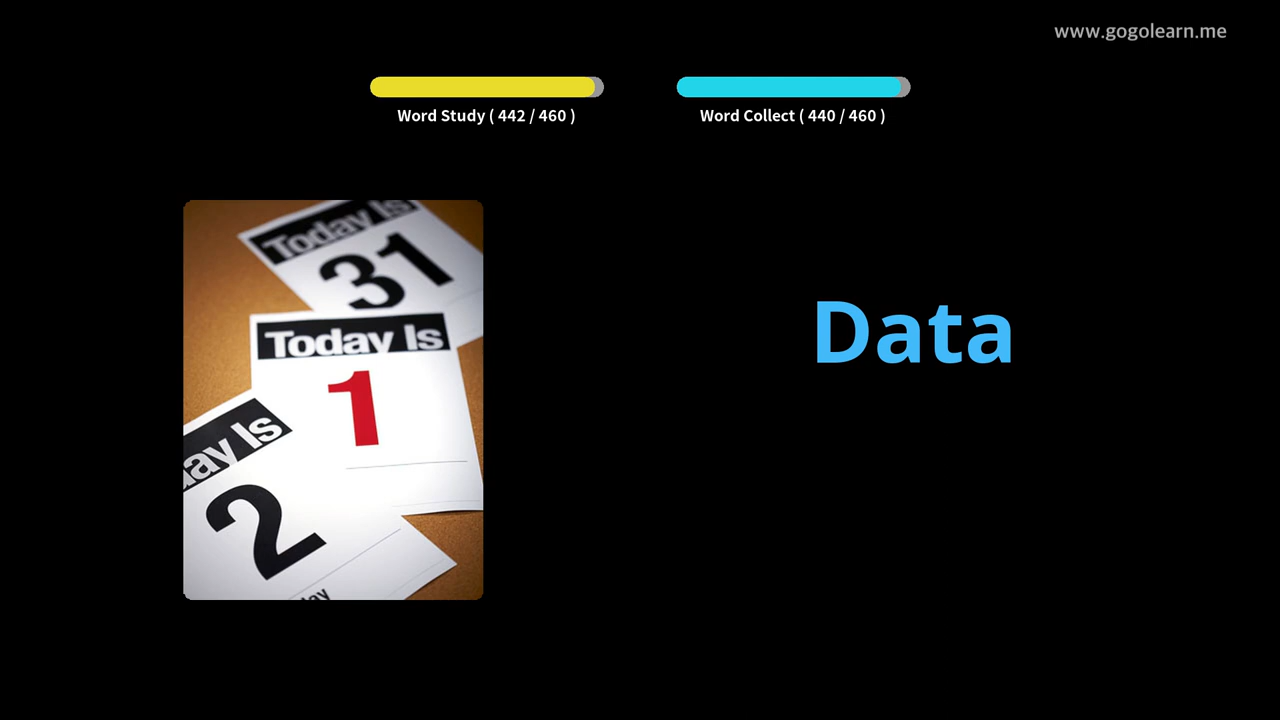 www.gogolearn.me
Word Study ( 442 / 460 )
Word Collect ( 440 / 460 )
Today Is
31
Today Is
1
ay Is
2
day
Data